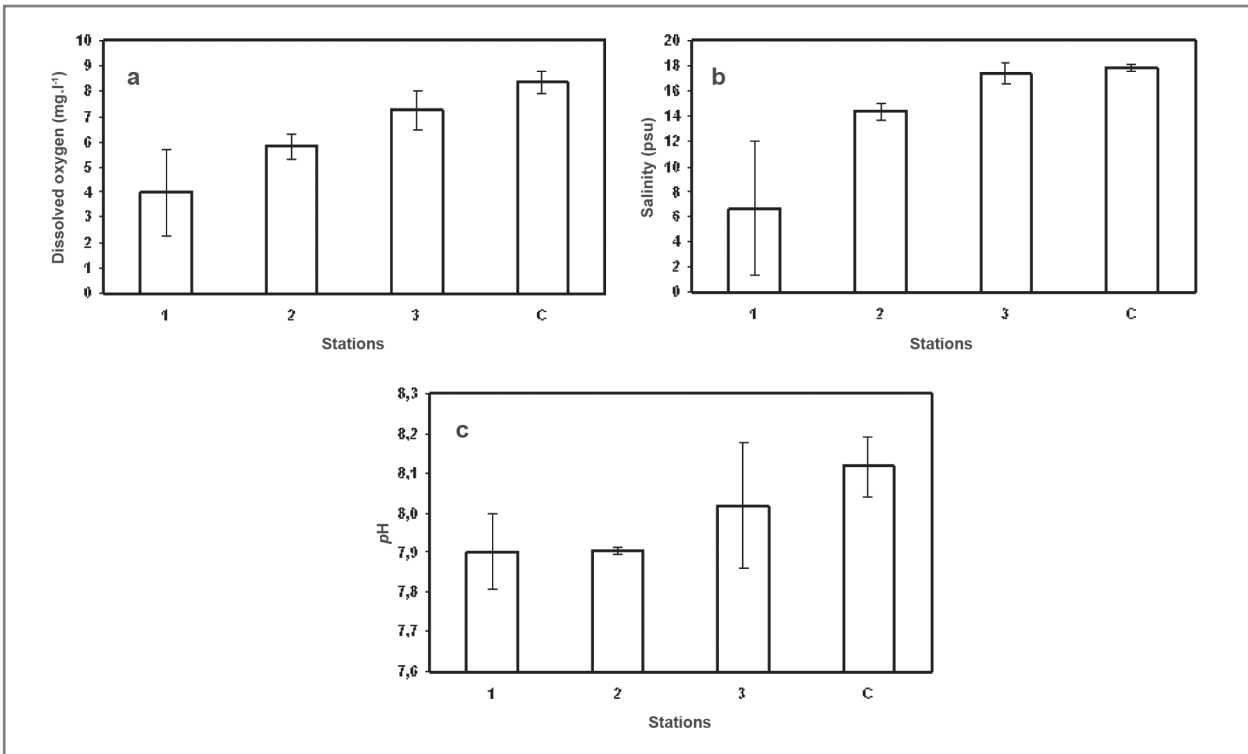 a
Dissolved oxygen (mg.l-1)
10
9
8
7
6
5
4
3
2
1
0
1 2 3 C
Stations
b
Salinity (psu)
20
18
16
14
12
10
8
6
4
2
0
1 2 3 C
Stations
c
pH
8,3
8,2
8,1
8,0
7,9
7,8
7,7
7,6
1 2 3 C
Stations